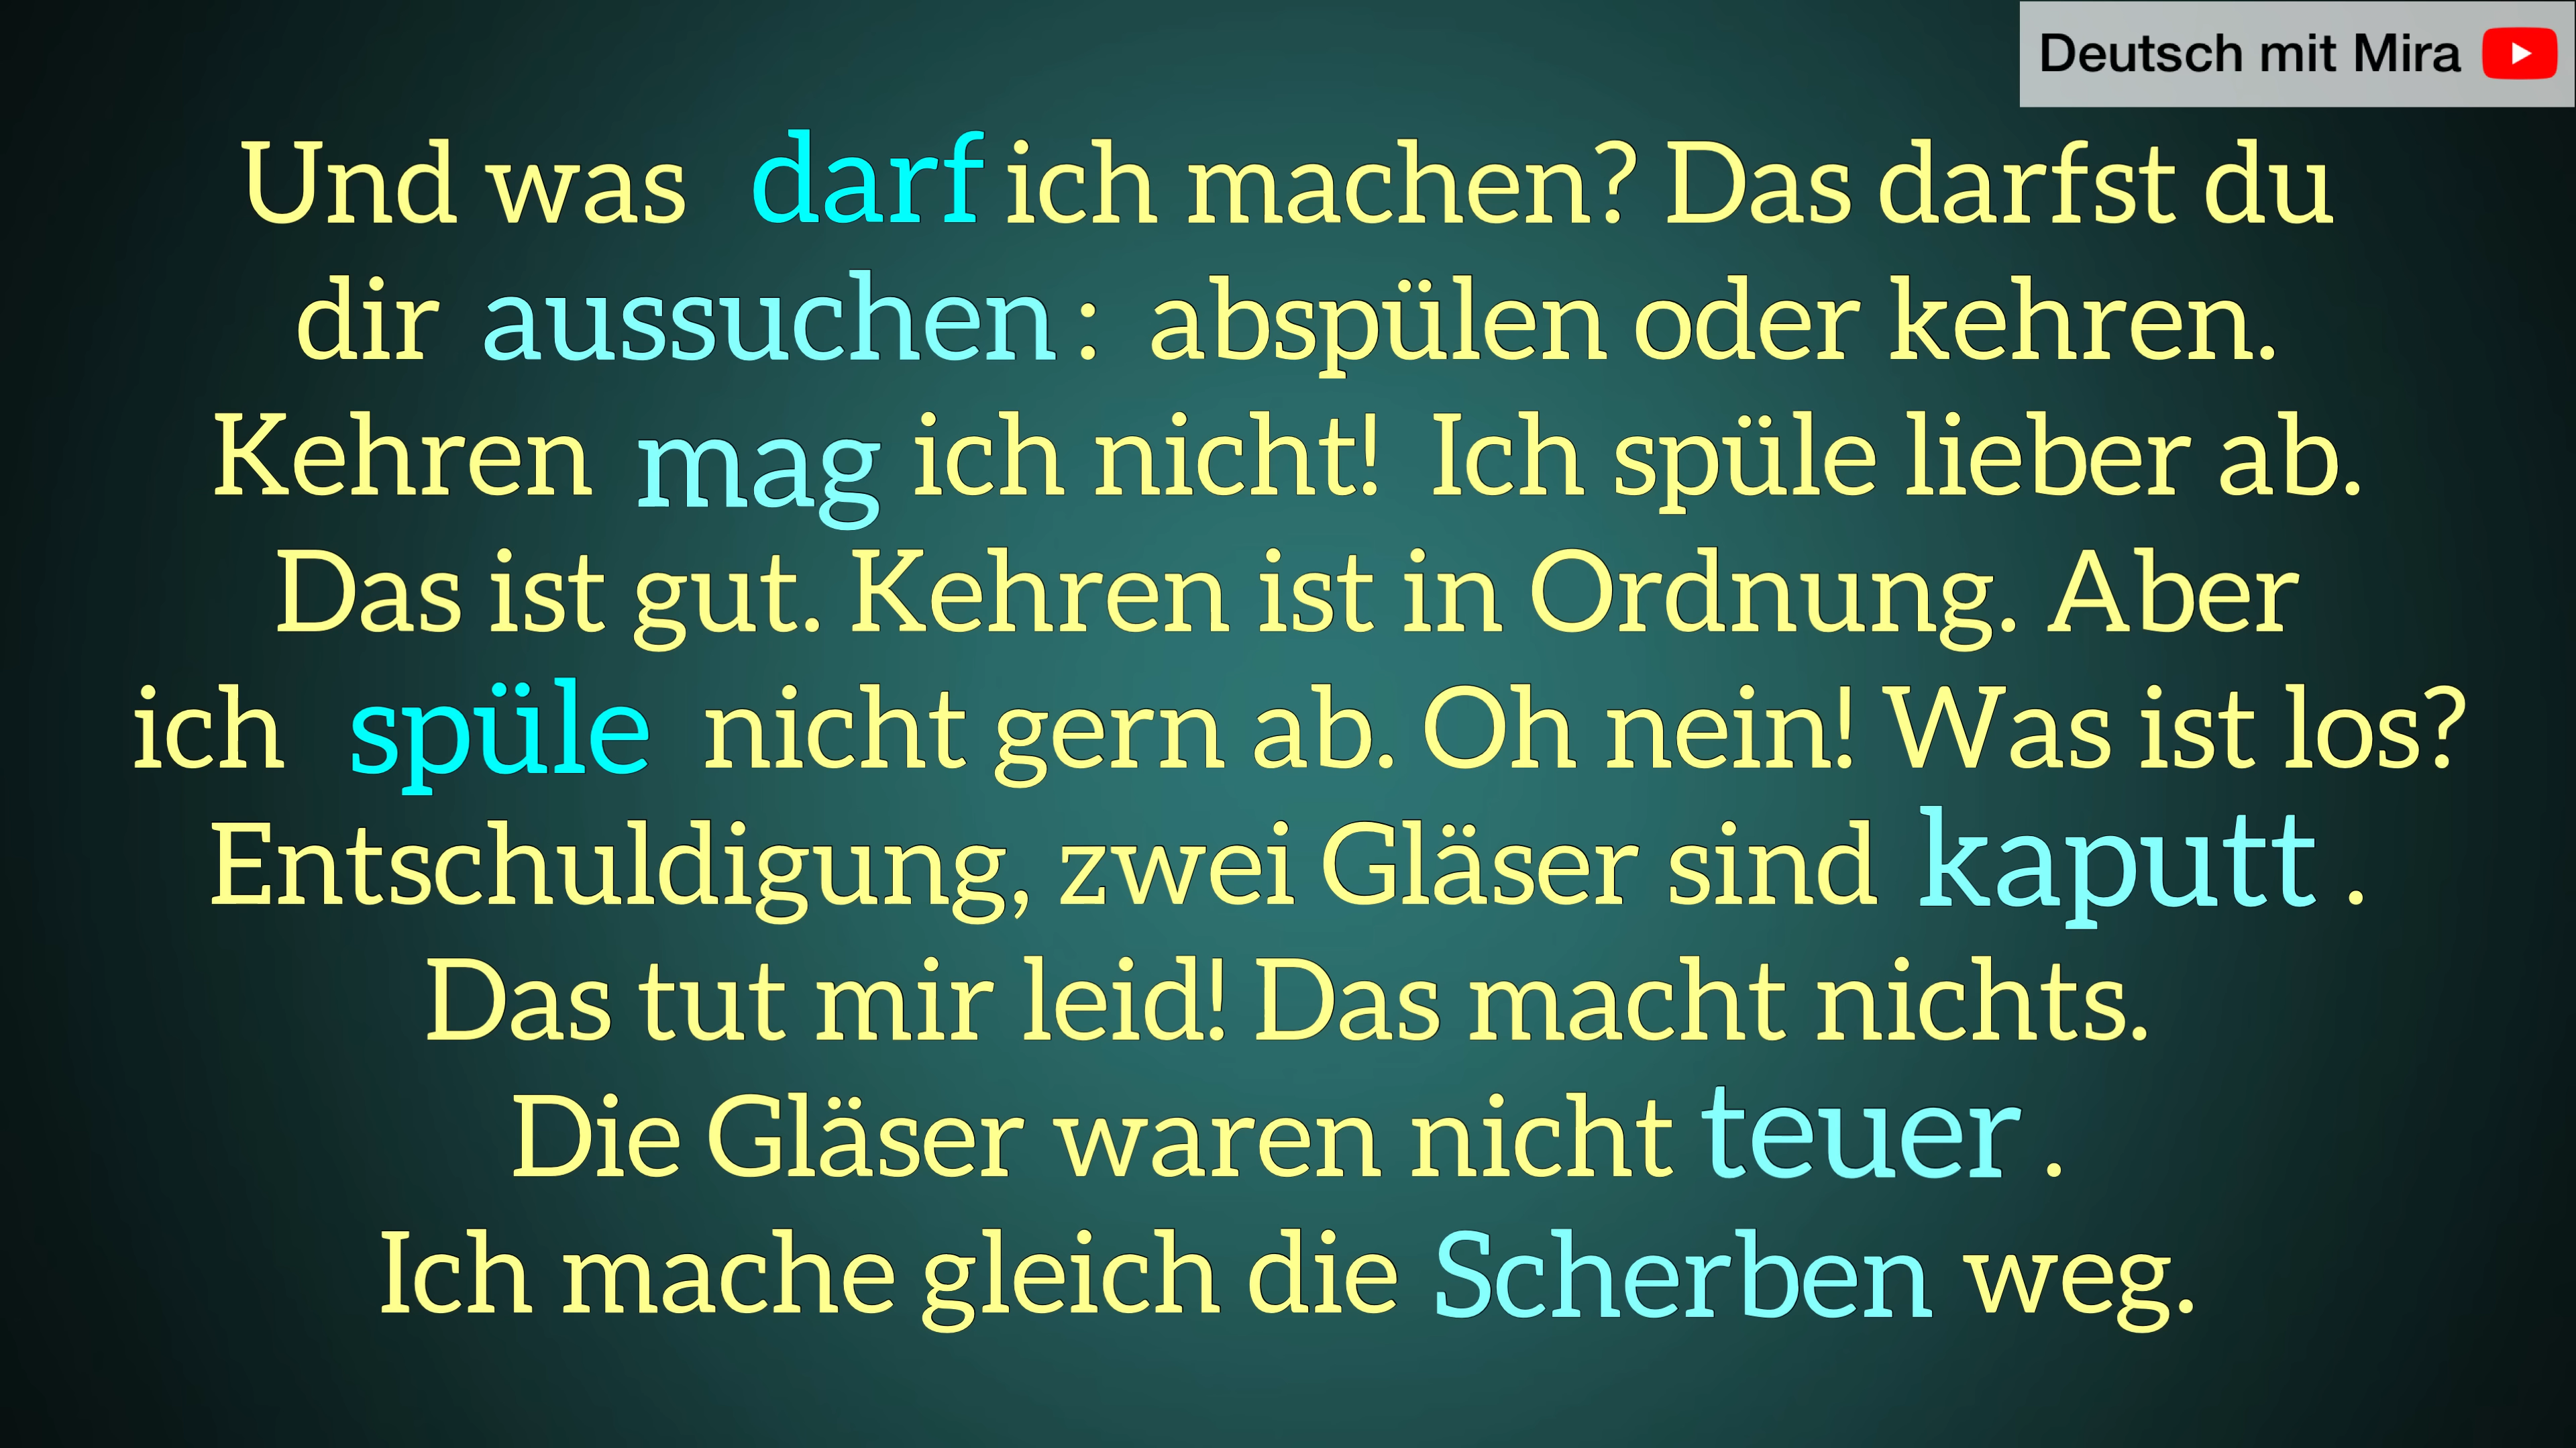 Deutsch mit Mira
Und was darf ich machen? Das darfst du
dir aussuchen: abspülen oder kehren.
Kehren mag ich nicht! Ich spüle lieber ab.
Das ist gut. Kehren ist in Ordnung. Aber
ich spüle nicht gern ab. Oh nein! Was ist los?
Entschuldigung, zwei Gläser sind kaputt .
Das tut mir leid! Das macht nichts.
Die Gläser waren nicht teuer .
Ich mache gleich die Scherben weg.